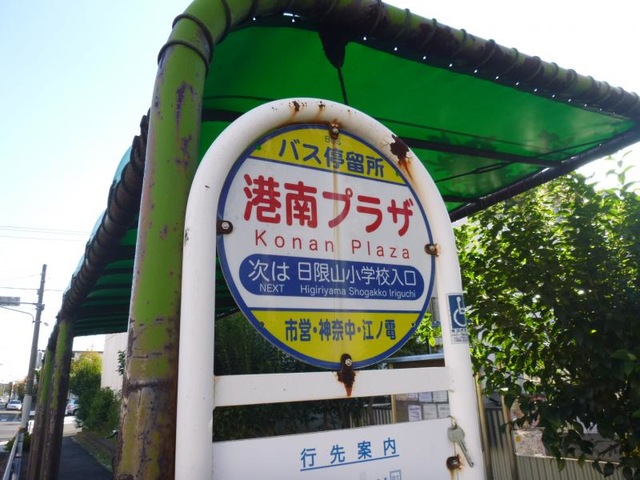 バス停留所
港南プラザ
Konan Plaza
次は 日限山小学校入口
NEXT Higiriyama Shogakko Iriguchi
市営・神奈中・江ノ電
行先案内